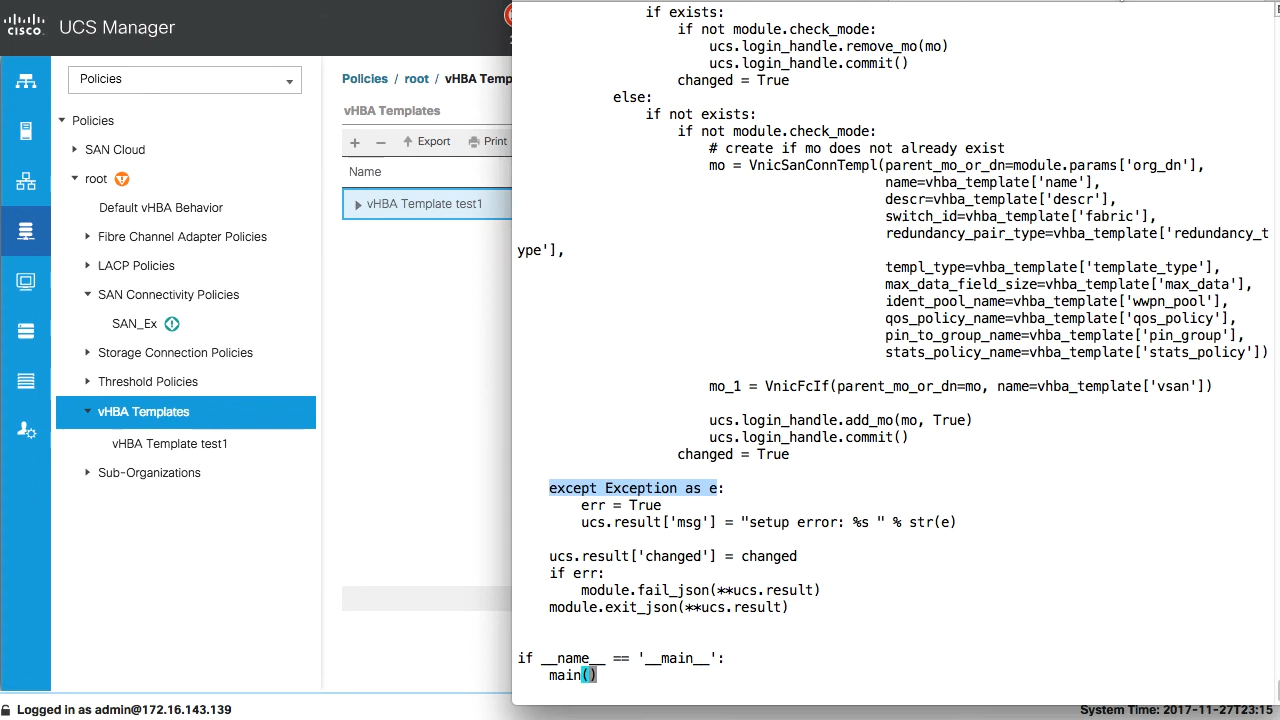 cisco
UCS Manager
Policies
Policies
SAN Cloud
root
Default vHBA Behavior
Fibre Channel Adapter Policies
LACP Policies
SAN Connectivity Policies
SAN_Ex
Storage Connection Policies
Threshold Policies
vHBA Templates
vHBA Template test1
Sub-Organizations
Policies / root / vHBA Temp
vHBA Templates
+ − Export Print
Name
vHBA Template test1
if exists:
if not module.check_mode:
ucs.login_handle.remove_mo(mo)
ucs.login_handle.commit()
changed = True
else:
if not exists:
if not module.check_mode:
# create if mo does not already exist
mo = VnicSanConnTempl(parent_mo_or_dn=module.params['org_dn'],
name=vhba_template['name'],
descr=vhba_template['descr'],
switch_id=vhba_template['fabric'],
redundancy_pair_type=vhba_template['redundancy_t
ype'],
templ_type=vhba_template['template_type'],
max_data_field_size=vhba_template['max_data'],
ident_pool_name=vhba_template['wwpn_pool'],
qos_policy_name=vhba_template['qos_policy'],
pin_to_group_name=vhba_template['pin_group'],
stats_policy_name=vhba_template['stats_policy'])
mo_1 = VnicFcIf(parent_mo_or_dn=mo, name=vhba_template['vsan'])
ucs.login_handle.add_mo(mo, True)
ucs.login_handle.commit()
changed = True
except Exception as e:
err = True
ucs.result['msg'] = "setup error: %s " % str(e)
ucs.result['changed'] = changed
if err:
module.fail_json(**ucs.result)
module.exit_json(**ucs.result)
if __name__ == '__main__':
main()
Logged in as admin@172.16.143.139
System Time: 2017-11-27T23:15